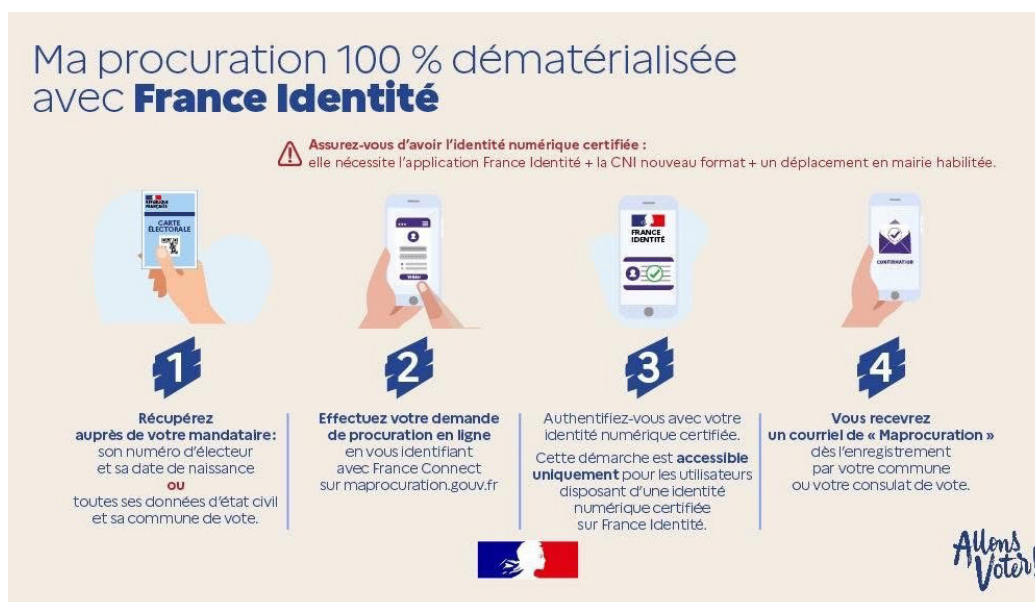 Ma procuration 100 % dématérialisée
avec France Identité
Assurez-vous d'avoir l'identité numérique certifiée :
elle nécessite l'application France Identité + la CNI nouveau format + un déplacement en mairie habilitée.
RÉPUBLIQUE
FRANÇAISE
CARTE
ÉLECTORALE
FRANCE
IDENTITÉ
CONFIRMATION
1
2
3
4
Récupérez
auprès de votre mandataire :
son numéro d'électeur
et sa date de naissance
ou
toutes ses données d'état civil
et sa commune de vote.
Effectuez votre demande
de procuration en ligne
en vous identifiant
avec France Connect
sur maprocuration.gouv.fr
Authentifiez-vous avec votre
identité numérique certifiée.
Cette démarche est accessible
uniquement pour les utilisateurs
disposant d'une identité
numérique certifiée
sur France Identité.
Vous recevrez
un courriel de « Maprocuration »
dès l'enregistrement
par votre commune
ou votre consulat de vote.
Allons
Voter!